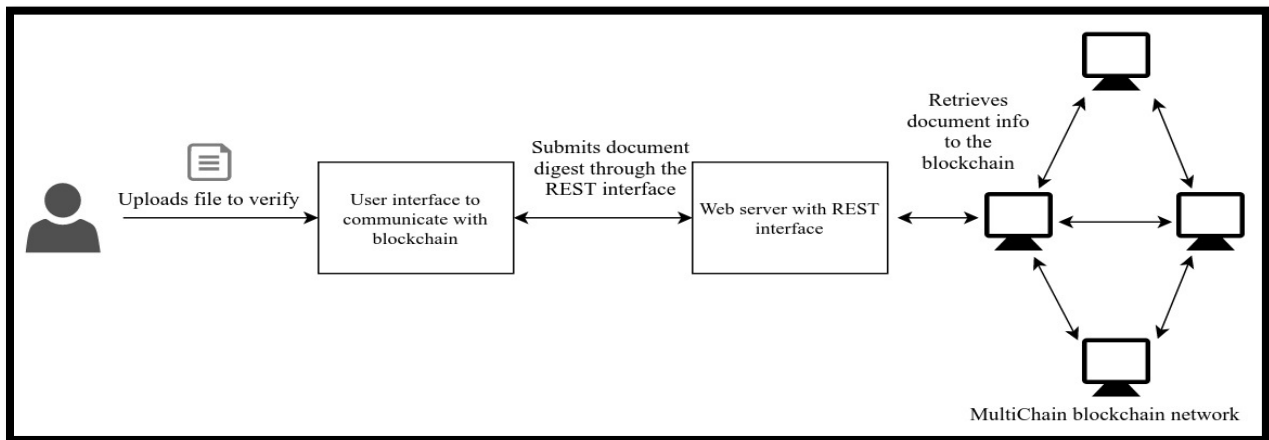 Uploads file to verify
User interface to
communicate with
blockchain
Submits document
digest through the
REST interface
Web server with REST
interface
Retrieves
document info
to the
blockchain
MultiChain blockchain network